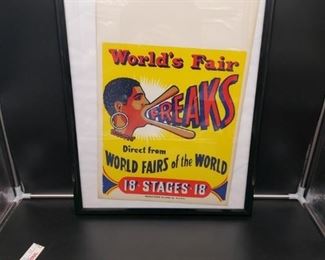 World's Fair
FREAKS
Direct from
WORLD FAIRS of the WORLD
18 • STAGES • 18